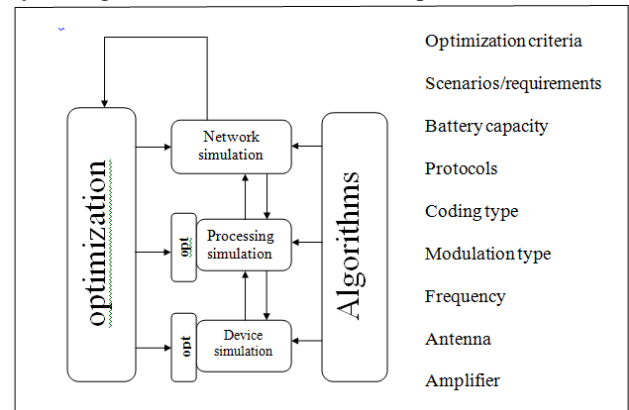 Optimization criteria
Scenarios/requirements
Battery capacity
Protocols
Coding type
Modulation type
Frequency
Antenna
Amplifier
optimization
Network
simulation
opt
Processing
simulation
opt
Device
simulation
Algorithms